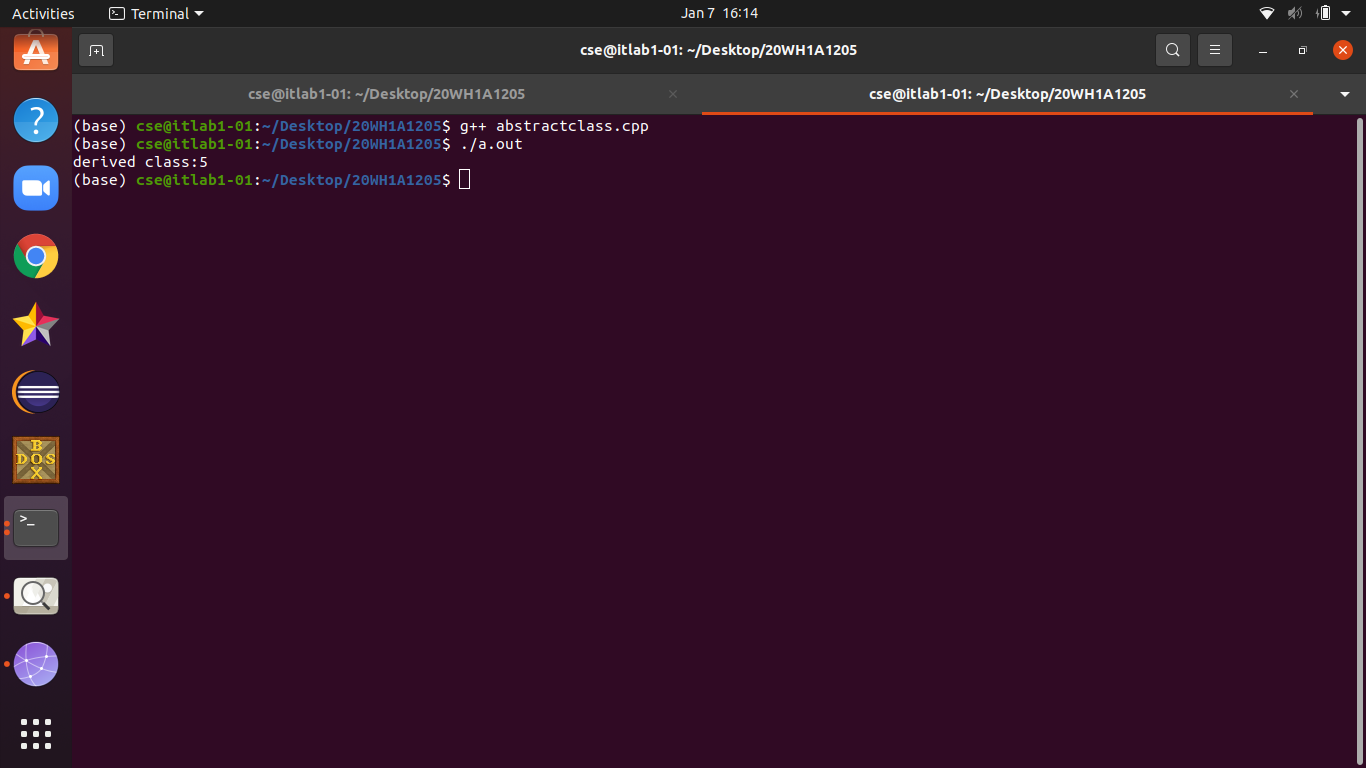 Activities Terminal Jan 7 16:14
cse@itlab1-01: ~/Desktop/20WH1A1205
cse@itlab1-01: ~/Desktop/20WH1A1205 cse@itlab1-01: ~/Desktop/20WH1A1205
(base) cse@itlab1-01:~/Desktop/20WH1A1205$ g++ abstractclass.cpp
(base) cse@itlab1-01:~/Desktop/20WH1A1205$ ./a.out
derived class:5
(base) cse@itlab1-01:~/Desktop/20WH1A1205$
?
B
DOS
X
>_